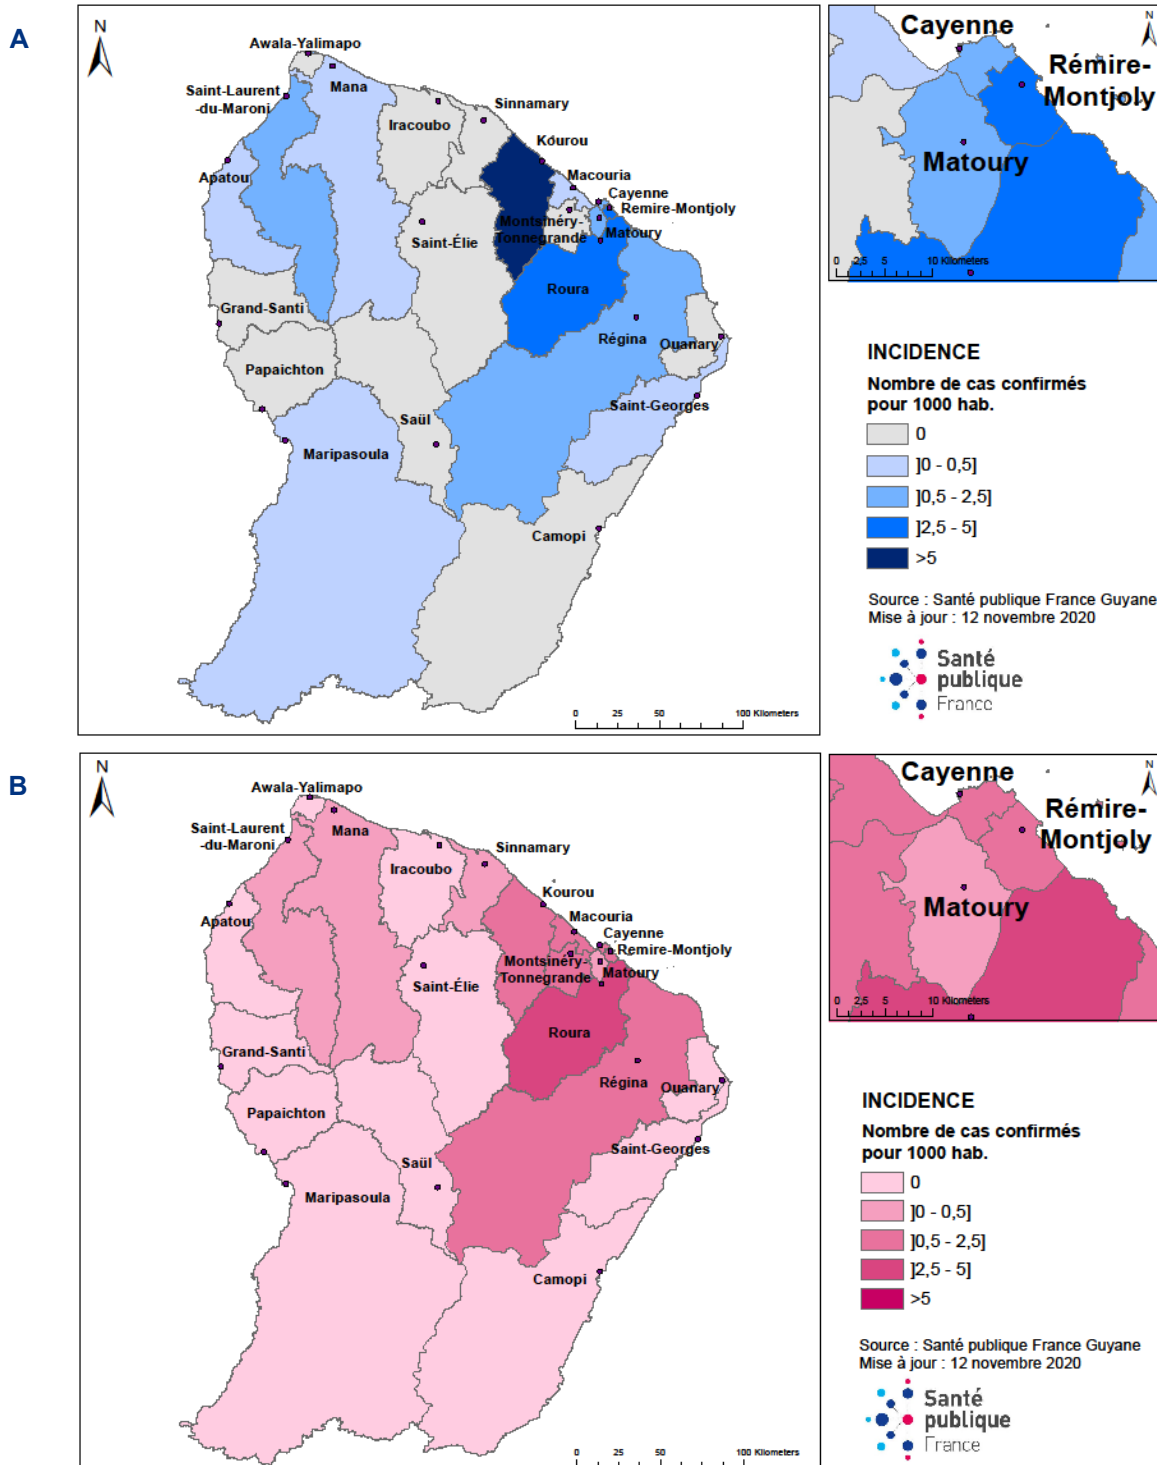 A
N
Awala-Yalimapo
Saint-Laurent
-du-Maroni
Mana
Iracoubo
Sinnamary
Kourou
Apatou
Macouria
Cayenne
Remire-Montjoly
Montsinéry-
Tonnegrande
Matoury
Saint-Élie
Roura
Grand-Santi
Régina
Ouanary
Papaichton
Saint-Georges
Saül
Maripasoula
Camopi
0 25 50 100 Kilometers
N
Cayenne
Rémire-
Montjoly
Matoury
0 2,5 5 10 Kilometers
INCIDENCE
Nombre de cas confirmés
pour 1000 hab.
0
]0 - 0,5]
]0,5 - 2,5]
]2,5 - 5]
>5
Source : Santé publique France Guyane
Mise à jour : 12 novembre 2020
Santé
publique
France
B
N
Awala-Yalimapo
Saint-Laurent
-du-Maroni
Mana
Iracoubo
Sinnamary
Kourou
Apatou
Macouria
Cayenne
Remire-Montjoly
Montsinéry-
Tonnegrande
Matoury
Saint-Élie
Roura
Grand-Santi
Régina
Ouanary
Papaichton
Saint-Georges
Saül
Maripasoula
Camopi
0 25 50 100 Kilometers
N
Cayenne
Rémire-
Montjoly
Matoury
0 2,5 5 10 Kilometers
INCIDENCE
Nombre de cas confirmés
pour 1000 hab.
0
]0 - 0,5]
]0,5 - 2,5]
]2,5 - 5]
>5
Source : Santé publique France Guyane
Mise à jour : 12 novembre 2020
Santé
publique
France